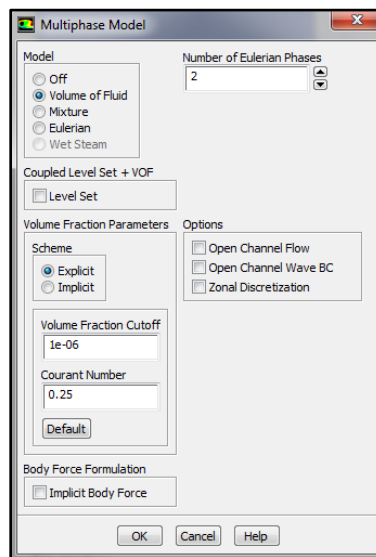 Multiphase Model
Model
Off
Volume of Fluid
Mixture
Eulerian
Wet Steam
Number of Eulerian Phases
2
Coupled Level Set + VOF
Level Set
Volume Fraction Parameters
Scheme
Explicit
Implicit
Volume Fraction Cutoff
1e-06
Courant Number
0.25
Default
Options
Open Channel Flow
Open Channel Wave BC
Zonal Discretization
Body Force Formulation
Implicit Body Force
OK Cancel Help